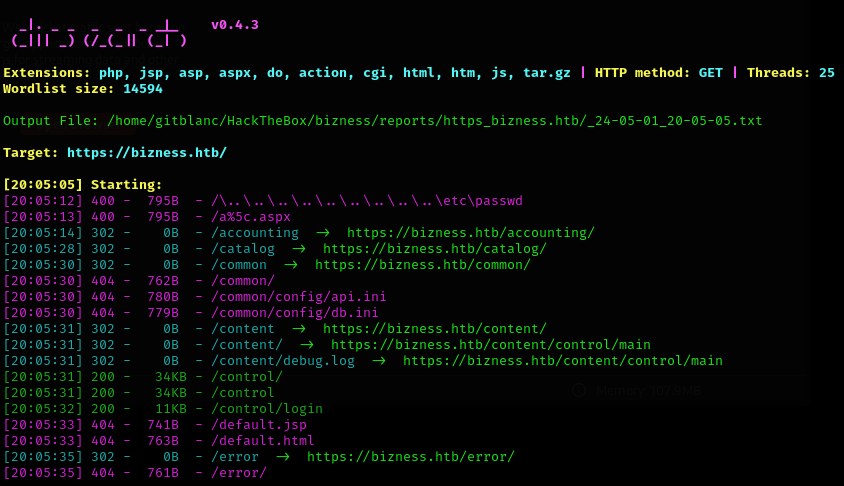 _|. _ _  _  _  _ _|_    v0.4.3
(_||| _) (/_(_|| (_| )
Extensions: php, jsp, asp, aspx, do, action, cgi, html, htm, js, tar.gz | HTTP method: GET | Threads: 25
Wordlist size: 14594
Output File: /home/gitblanc/HackTheBox/bizness/reports/https_bizness.htb/_24-05-01_20-05-05.txt
Target: https://bizness.htb/
[20:05:05] Starting:
[20:05:12] 400 -  795B  - /\..\..\..\..\..\..\..\..\..\etc\passwd
[20:05:13] 400 -  795B  - /a%5c.aspx
[20:05:14] 302 -    0B  - /accounting  ->  https://bizness.htb/accounting/
[20:05:28] 302 -    0B  - /catalog  ->  https://bizness.htb/catalog/
[20:05:30] 302 -    0B  - /common  ->  https://bizness.htb/common/
[20:05:30] 404 -  762B  - /common/
[20:05:30] 404 -  780B  - /common/config/api.ini
[20:05:30] 404 -  779B  - /common/config/db.ini
[20:05:31] 302 -    0B  - /content  ->  https://bizness.htb/content/
[20:05:31] 302 -    0B  - /content/  ->  https://bizness.htb/content/control/main
[20:05:31] 302 -    0B  - /content/debug.log  ->  https://bizness.htb/content/control/main
[20:05:31] 200 -   34KB - /control/
[20:05:31] 200 -   34KB - /control
[20:05:32] 200 -   11KB - /control/login
[20:05:33] 404 -  741B  - /default.jsp
[20:05:33] 404 -  763B  - /default.html
[20:05:35] 302 -    0B  - /error  ->  https://bizness.htb/error/
[20:05:35] 404 -  761B  - /error/